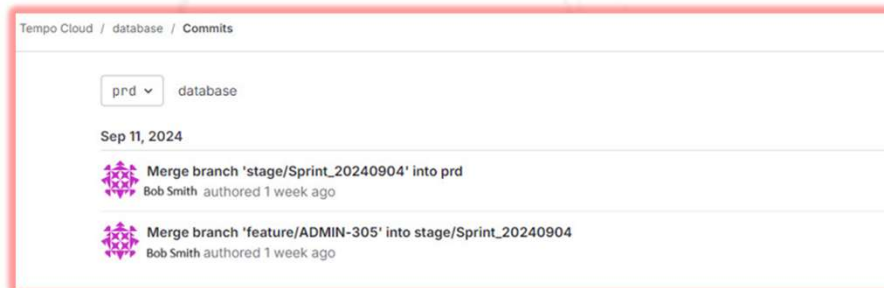 Tempo Cloud / database / Commits
prd database
Sep 11, 2024
Merge branch 'stage/Sprint_20240904' into prd
Bob Smith authored 1 week ago
Merge branch 'feature/ADMIN-305' into stage/Sprint_20240904
Bob Smith authored 1 week ago